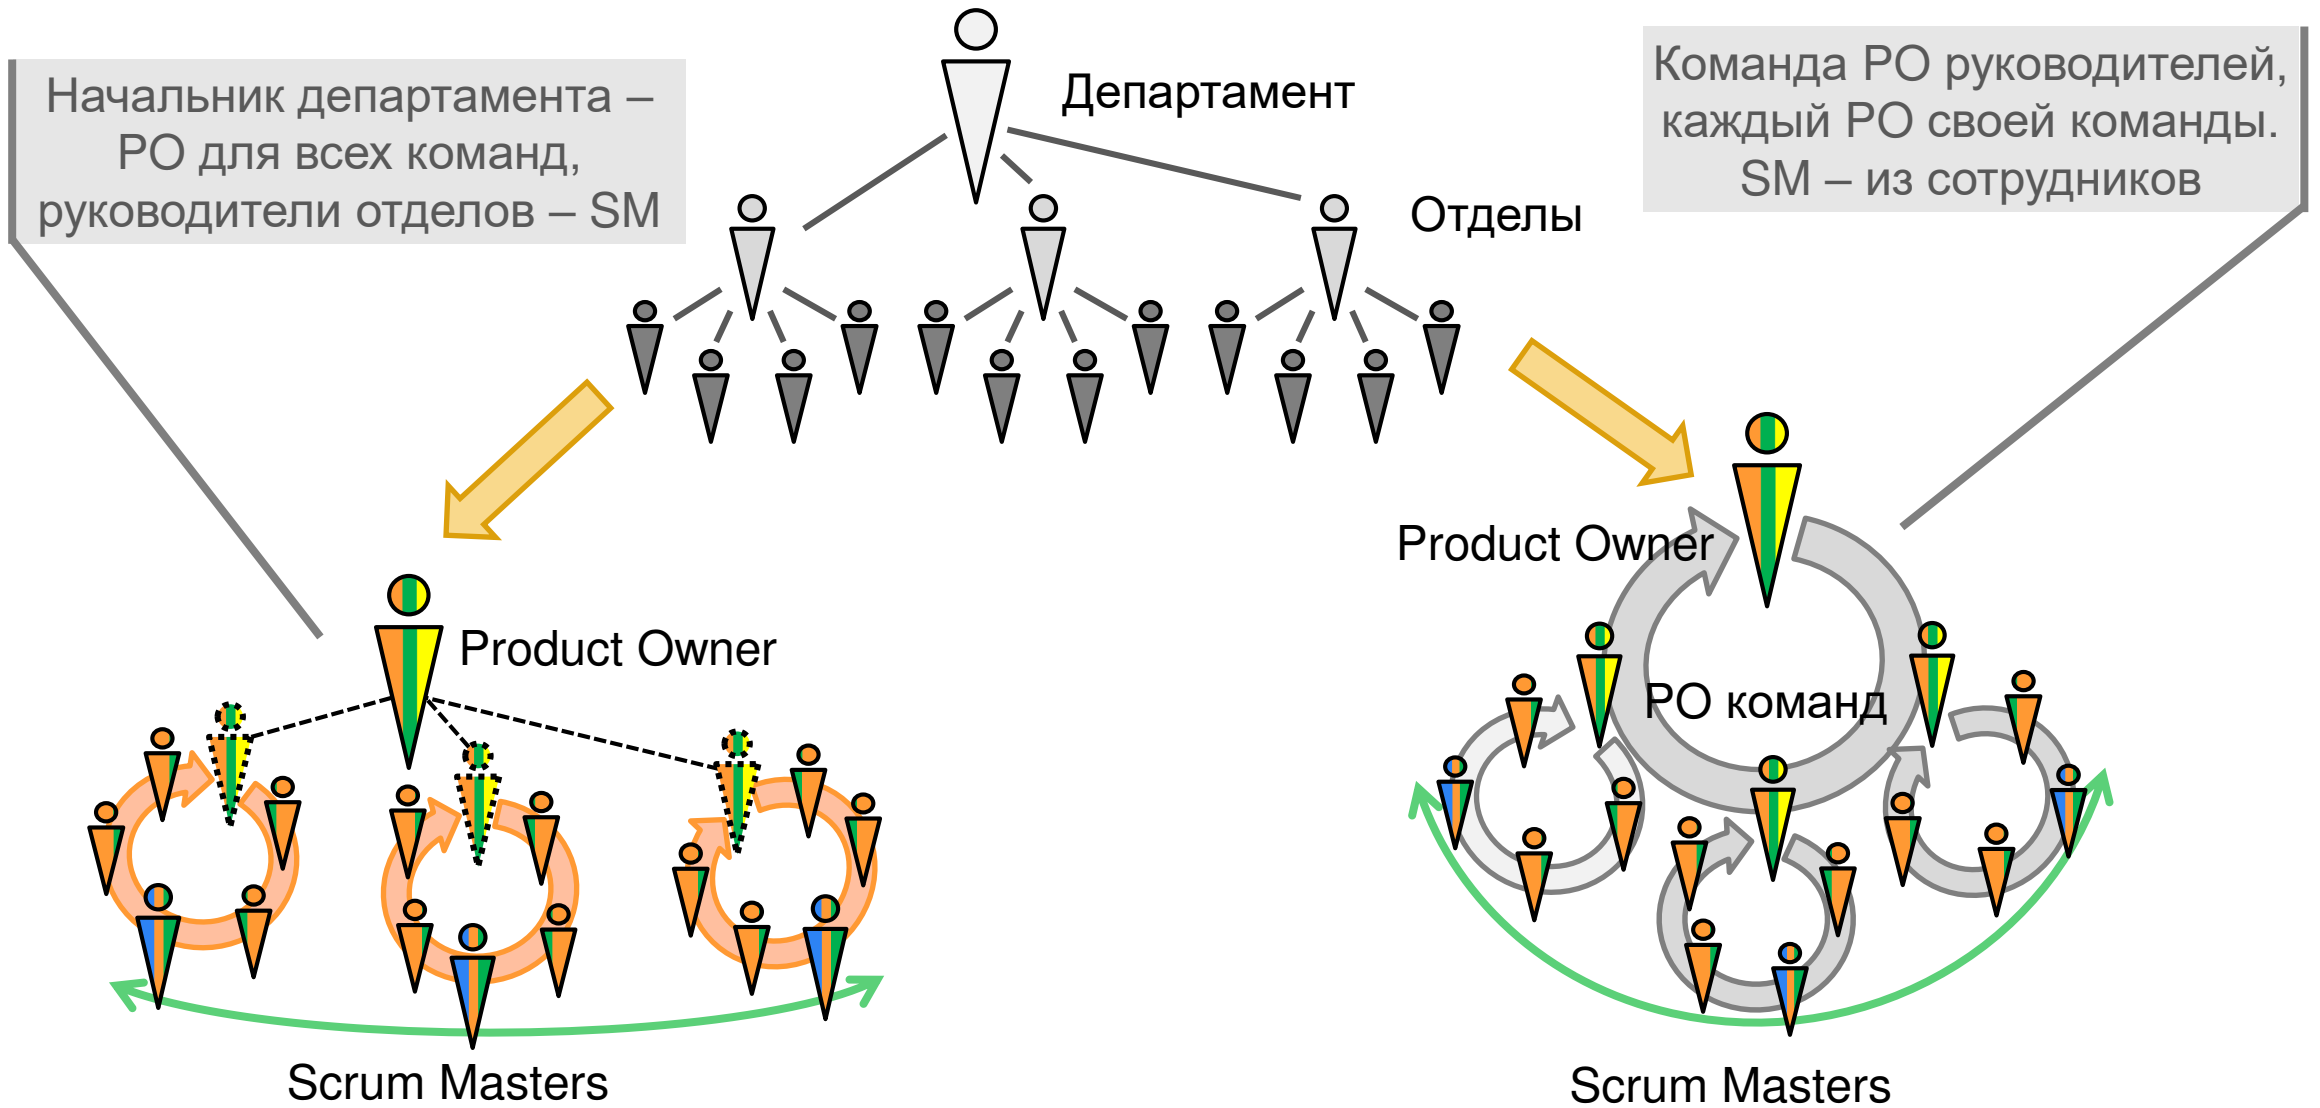 Начальник департамента –
PO для всех команд,
руководители отделов – SM
Департамент
Команда PO руководителей,
каждый PO своей команды.
SM – из сотрудников
Отделы
Product Owner
PO команд
Product Owner
Scrum Masters
Scrum Masters